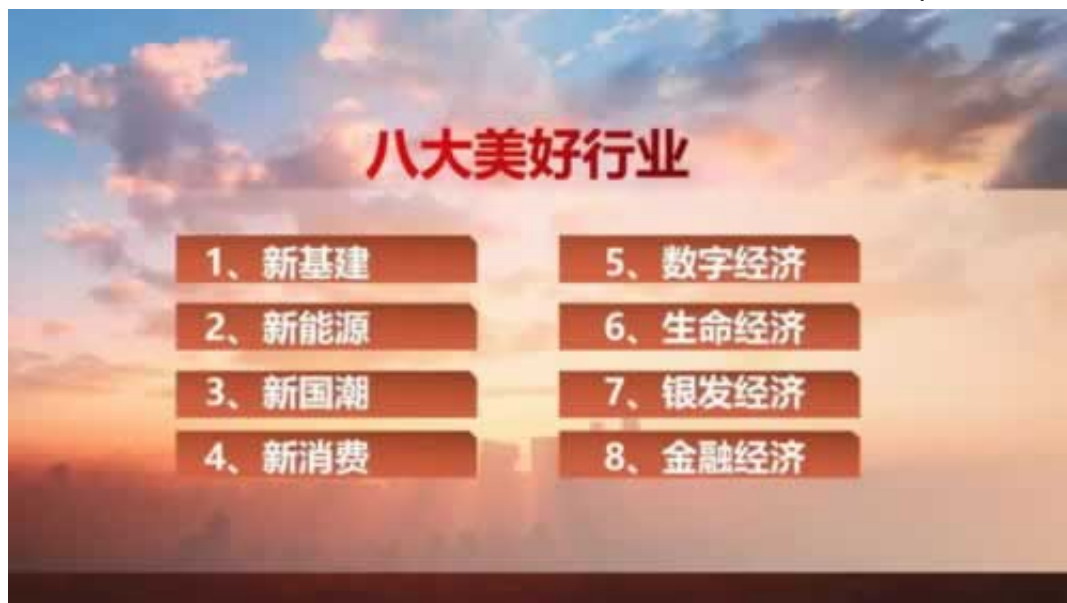 八大美好行业
1、新基建
2、新能源
3、新国潮
4、新消费
5、数字经济
6、生命经济
7、银发经济
8、金融经济